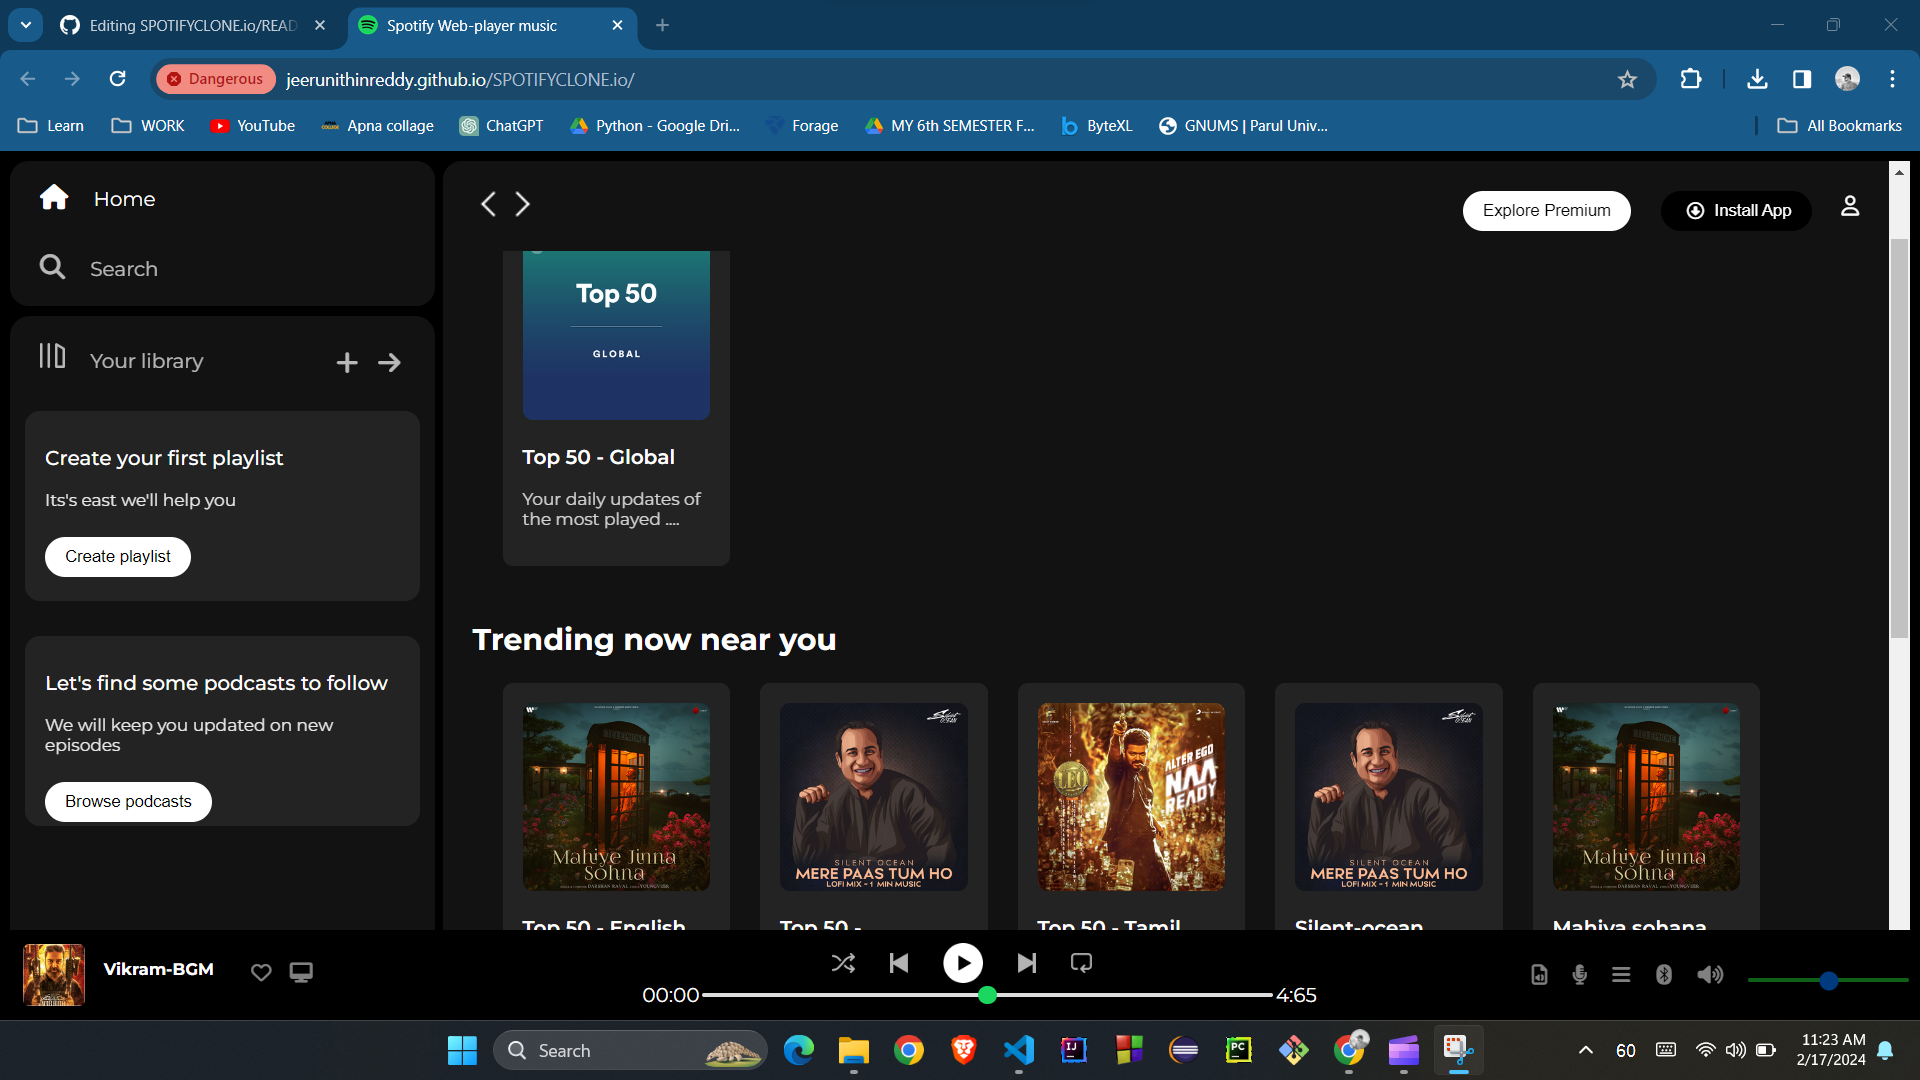 Editing SPOTIFYCLONE.io/READ
Spotify Web-player music
Dangerous
jeerunithinreddy.github.io/SPOTIFYCLONE.io/
Learn
WORK
YouTube
Apna collage
ChatGPT
Python - Google Dri...
Forage
MY 6th SEMESTER F...
ByteXL
GNUMS | Parul Univ...
All Bookmarks
Home
Search
Your library
Create your first playlist
Its's east we'll help you
Create playlist
Let's find some podcasts to follow
We will keep you updated on new
episodes
Browse podcasts
Explore Premium
Install App
Top 50
GLOBAL
Top 50 - Global
Your daily updates of
the most played ....
Trending now near you
Mahiye Jinna
Sohna
Silent
OCEAN
SILENT OCEAN
MERE PAAS TUM HO
LOFI MIX - 1 MIN MUSIC
LEO
ALTER EGO
NAA
READY
Silent
OCEAN
SILENT OCEAN
MERE PAAS TUM HO
LOFI MIX - 1 MIN MUSIC
Mahiye Jinna
Sohna
Top 50 - English
Top 50 -
Top 50 - Tamil
Silent-ocean
Mahiya sohana
Vikram-BGM
00:00
4:65
Search
60
11:23 AM
2/17/2024